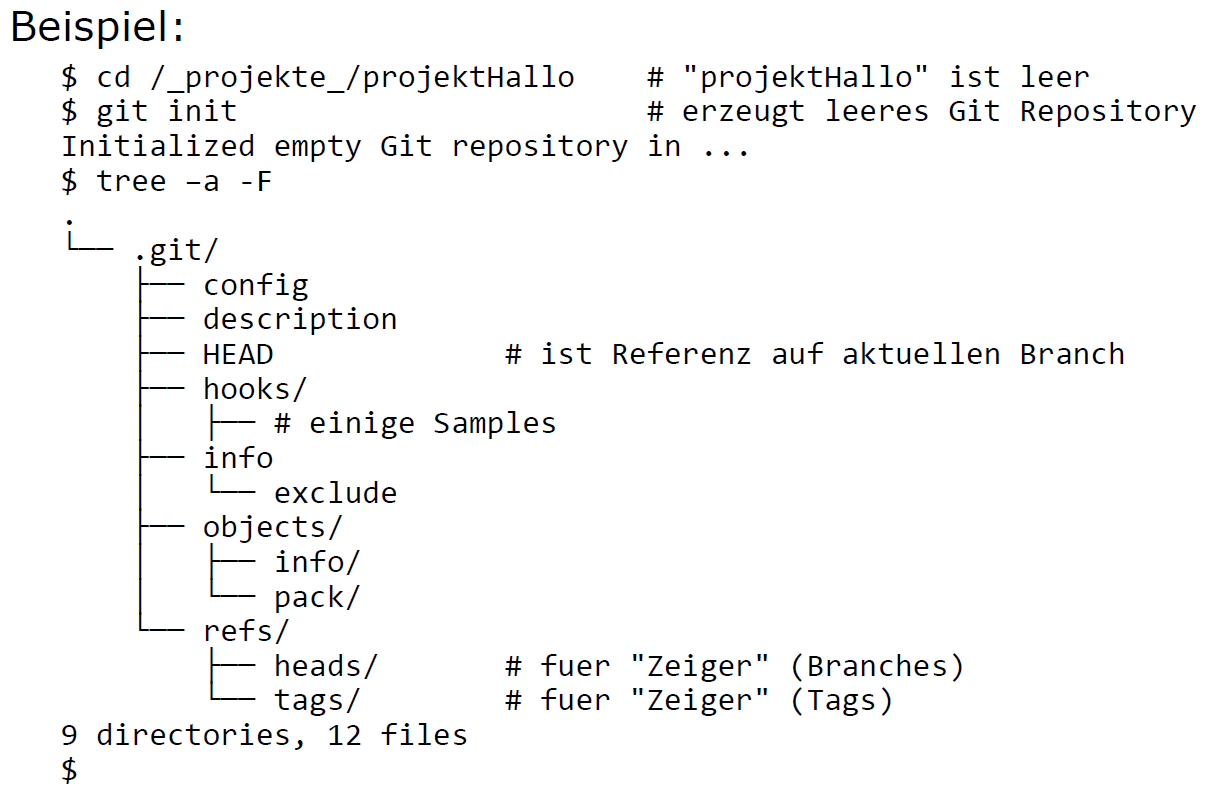 Beispiel:
$ cd /_projekte_/projektHallo    # "projektHallo" ist leer
$ git init                       # erzeugt leeres Git Repository
Initialized empty Git repository in ...
$ tree –a -F
.
└── .git/
    ├── config
    ├── description
    ├── HEAD             # ist Referenz auf aktuellen Branch
    ├── hooks/
    │   ├── # einige Samples
    ├── info
    │   └── exclude
    ├── objects/
    │   ├── info/
    │   └── pack/
    └── refs/
        ├── heads/       # fuer "Zeiger" (Branches)
        └── tags/        # fuer "Zeiger" (Tags)
9 directories, 12 files
$